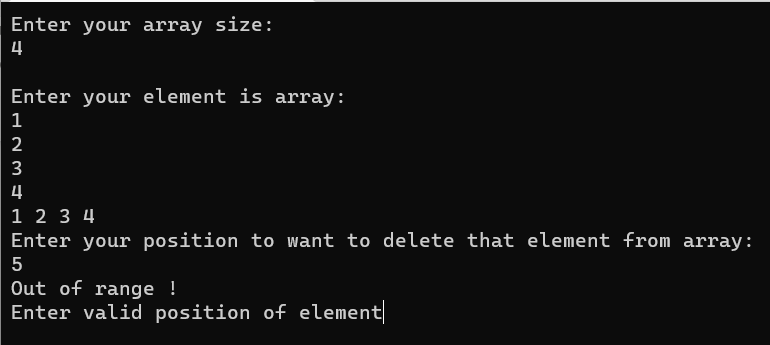 Enter your array size:
4
Enter your element is array:
1
2
3
4
1 2 3 4
Enter your position to want to delete that element from array:
5
Out of range !
Enter valid position of element